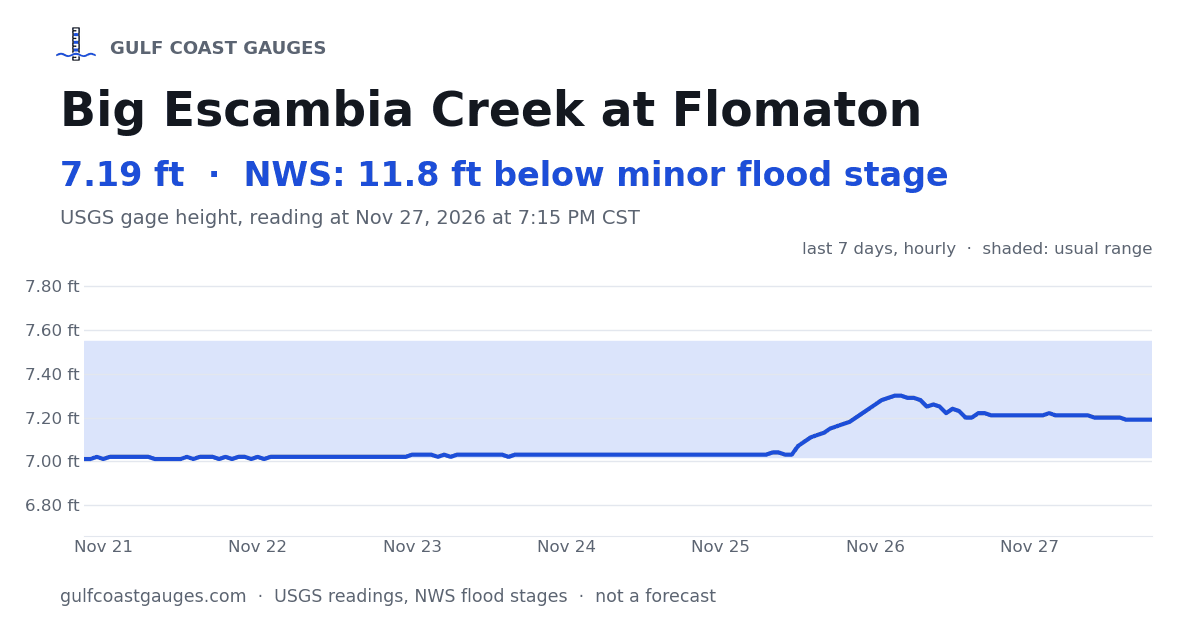 GULF COAST GAUGES
Big Escambia Creek at Flomaton
7.19 ft · NWS: 11.8 ft below minor flood stage
USGS gage height, reading at Nov 27, 2026 at 7:15 PM CST
last 7 days, hourly · shaded: usual range
7.80 ft
7.60 ft
7.40 ft
7.20 ft
7.00 ft
6.80 ft
Nov 21 Nov 22 Nov 23 Nov 24 Nov 25 Nov 26 Nov 27
gulfcoastgauges.com · USGS readings, NWS flood stages · not a forecast